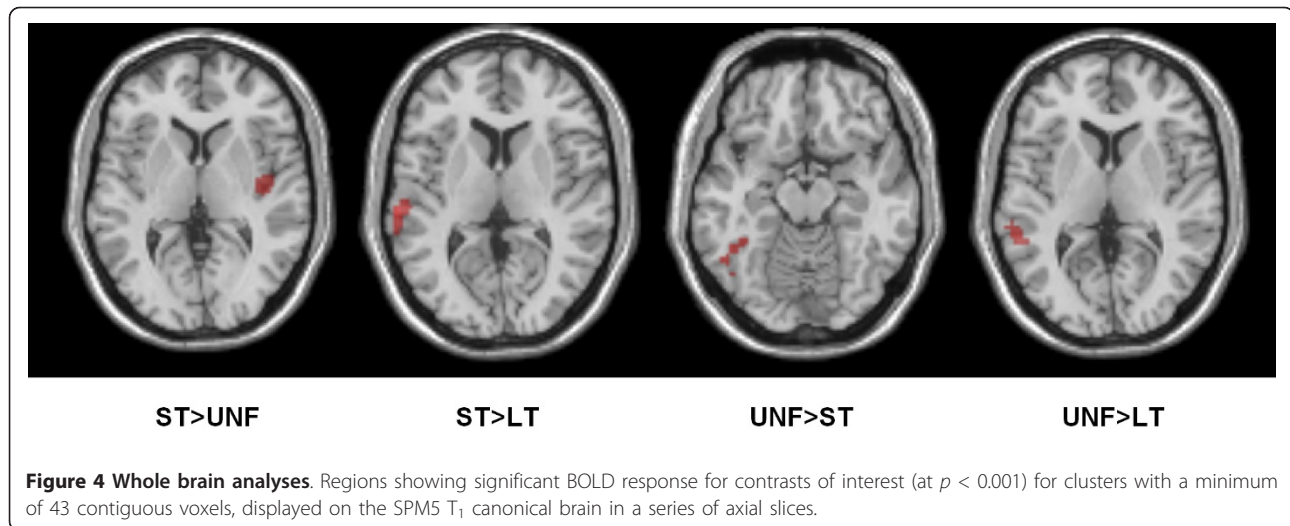 ST>UNF ST>LT UNF>ST UNF>LT
Figure 4 Whole brain analyses. Regions showing significant BOLD response for contrasts of interest (at p < 0.001) for clusters with a minimum
of 43 contiguous voxels, displayed on the SPM5 T1 canonical brain in a series of axial slices.